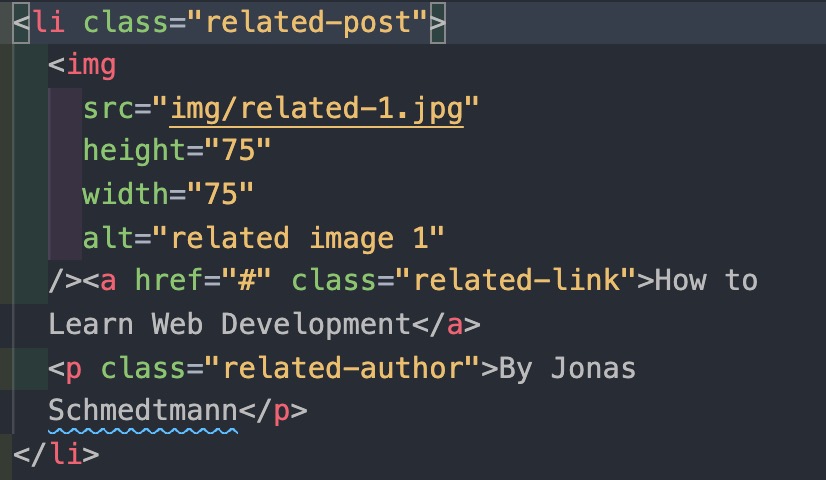 <li class="related-post">
<img
src="img/related-1.jpg"
height="75"
width="75"
alt="related image 1"
/><a href="#" class="related-link">How to
Learn Web Development</a>
<p class="related-author">By Jonas
Schmedtmann</p>
</li>